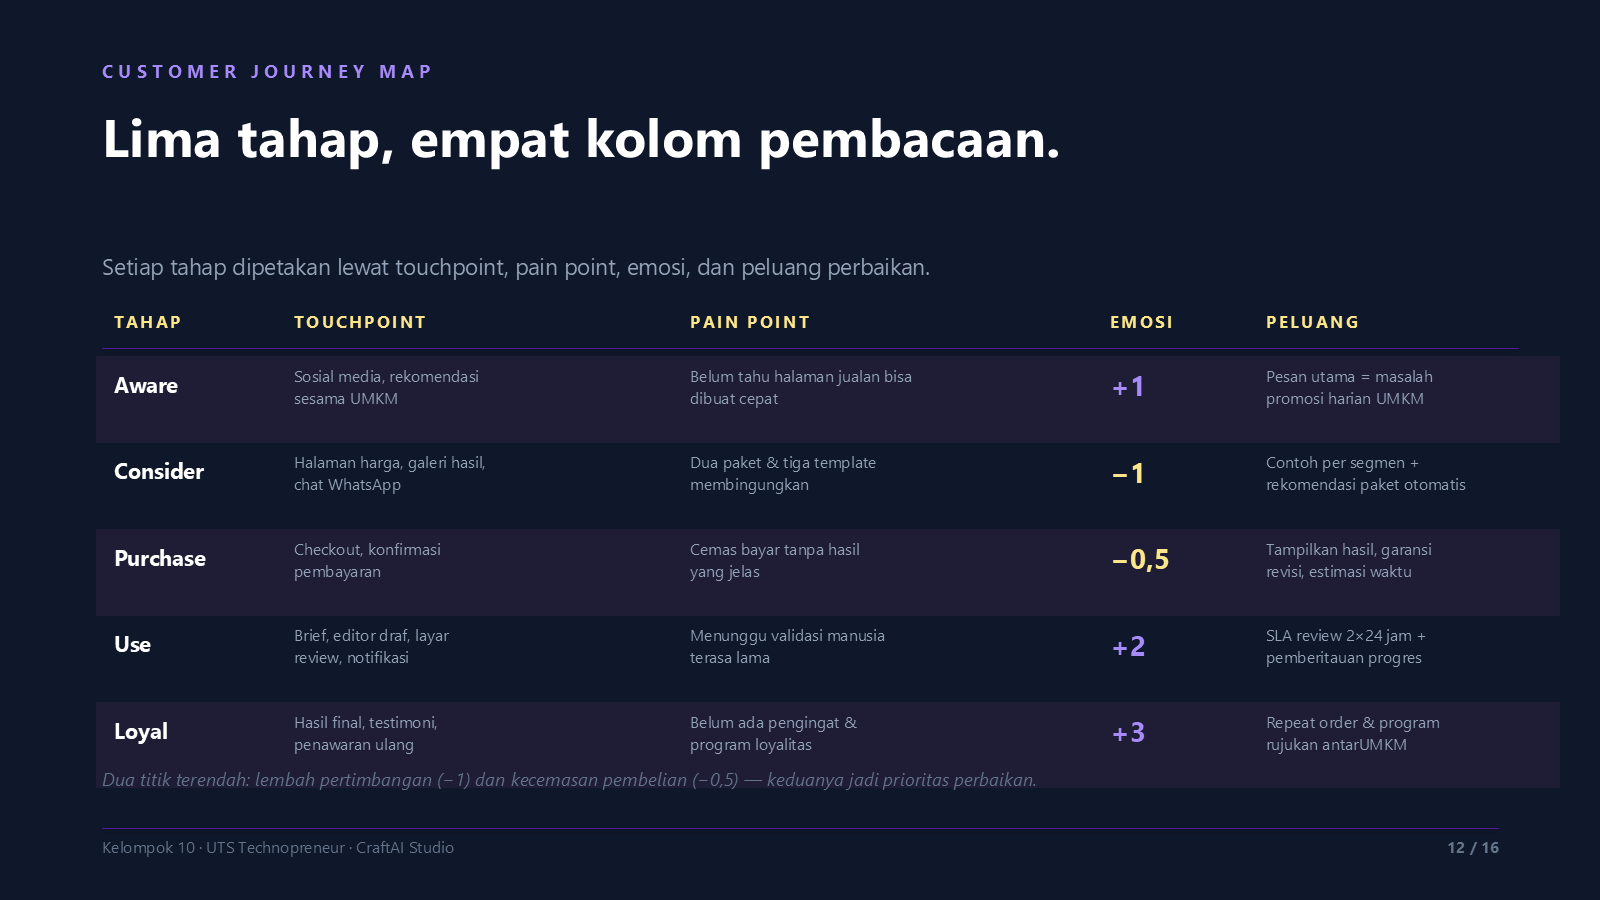 CUSTOMER JOURNEY MAP
Lima tahap, empat kolom pembacaan.
Setiap tahap dipetakan lewat touchpoint, pain point, emosi, dan peluang perbaikan.
TAHAP TOUCHPOINT PAIN POINT EMOSI PELUANG
Aware
Sosial media, rekomendasi
sesama UMKM
Belum tahu halaman jualan bisa
dibuat cepat
+1
Pesan utama = masalah
promosi harian UMKM
Consider
Halaman harga, galeri hasil,
chat WhatsApp
Dua paket & tiga template
membingungkan
−1
Contoh per segmen +
rekomendasi paket otomatis
Purchase
Checkout, konfirmasi
pembayaran
Cemas bayar tanpa hasil
yang jelas
−0,5
Tampilkan hasil, garansi
revisi, estimasi waktu
Use
Brief, editor draf, layar
review, notifikasi
Menunggu validasi manusia
terasa lama
+2
SLA review 2×24 jam +
pemberitauan progres
Loyal
Hasil final, testimoni,
penawaran ulang
Belum ada pengingat &
program loyalitas
+3
Repeat order & program
rujukan antarUMKM
Dua titik terendah: lembah pertimbangan (−1) dan kecemasan pembelian (−0,5) — keduanya jadi prioritas perbaikan.
Kelompok 10 · UTS Technopreneur · CraftAI Studio
12 / 16